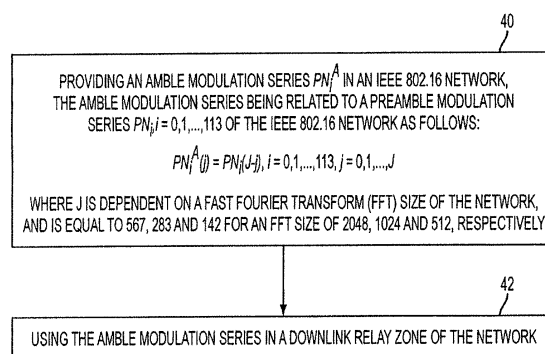 40
PROVIDING AN AMBLE MODULATION SERIES PN_i^A IN AN IEEE 802.16 NETWORK,
THE AMBLE MODULATION SERIES BEING RELATED TO A PREAMBLE MODULATION
SERIES PN_i, i = 0,1,...,113 OF THE IEEE 802.16 NETWORK AS FOLLOWS:
PN_i^A(j) = PN_i(J-j), i = 0,1,...,113, j = 0,1,...,J
WHERE J IS DEPENDENT ON A FAST FOURIER TRANSFORM (FFT) SIZE OF THE NETWORK,
AND IS EQUAL TO 567, 283 AND 142 FOR AN FFT SIZE OF 2048, 1024 AND 512, RESPECTIVELY
42
USING THE AMBLE MODULATION SERIES IN A DOWNLINK RELAY ZONE OF THE NETWORK